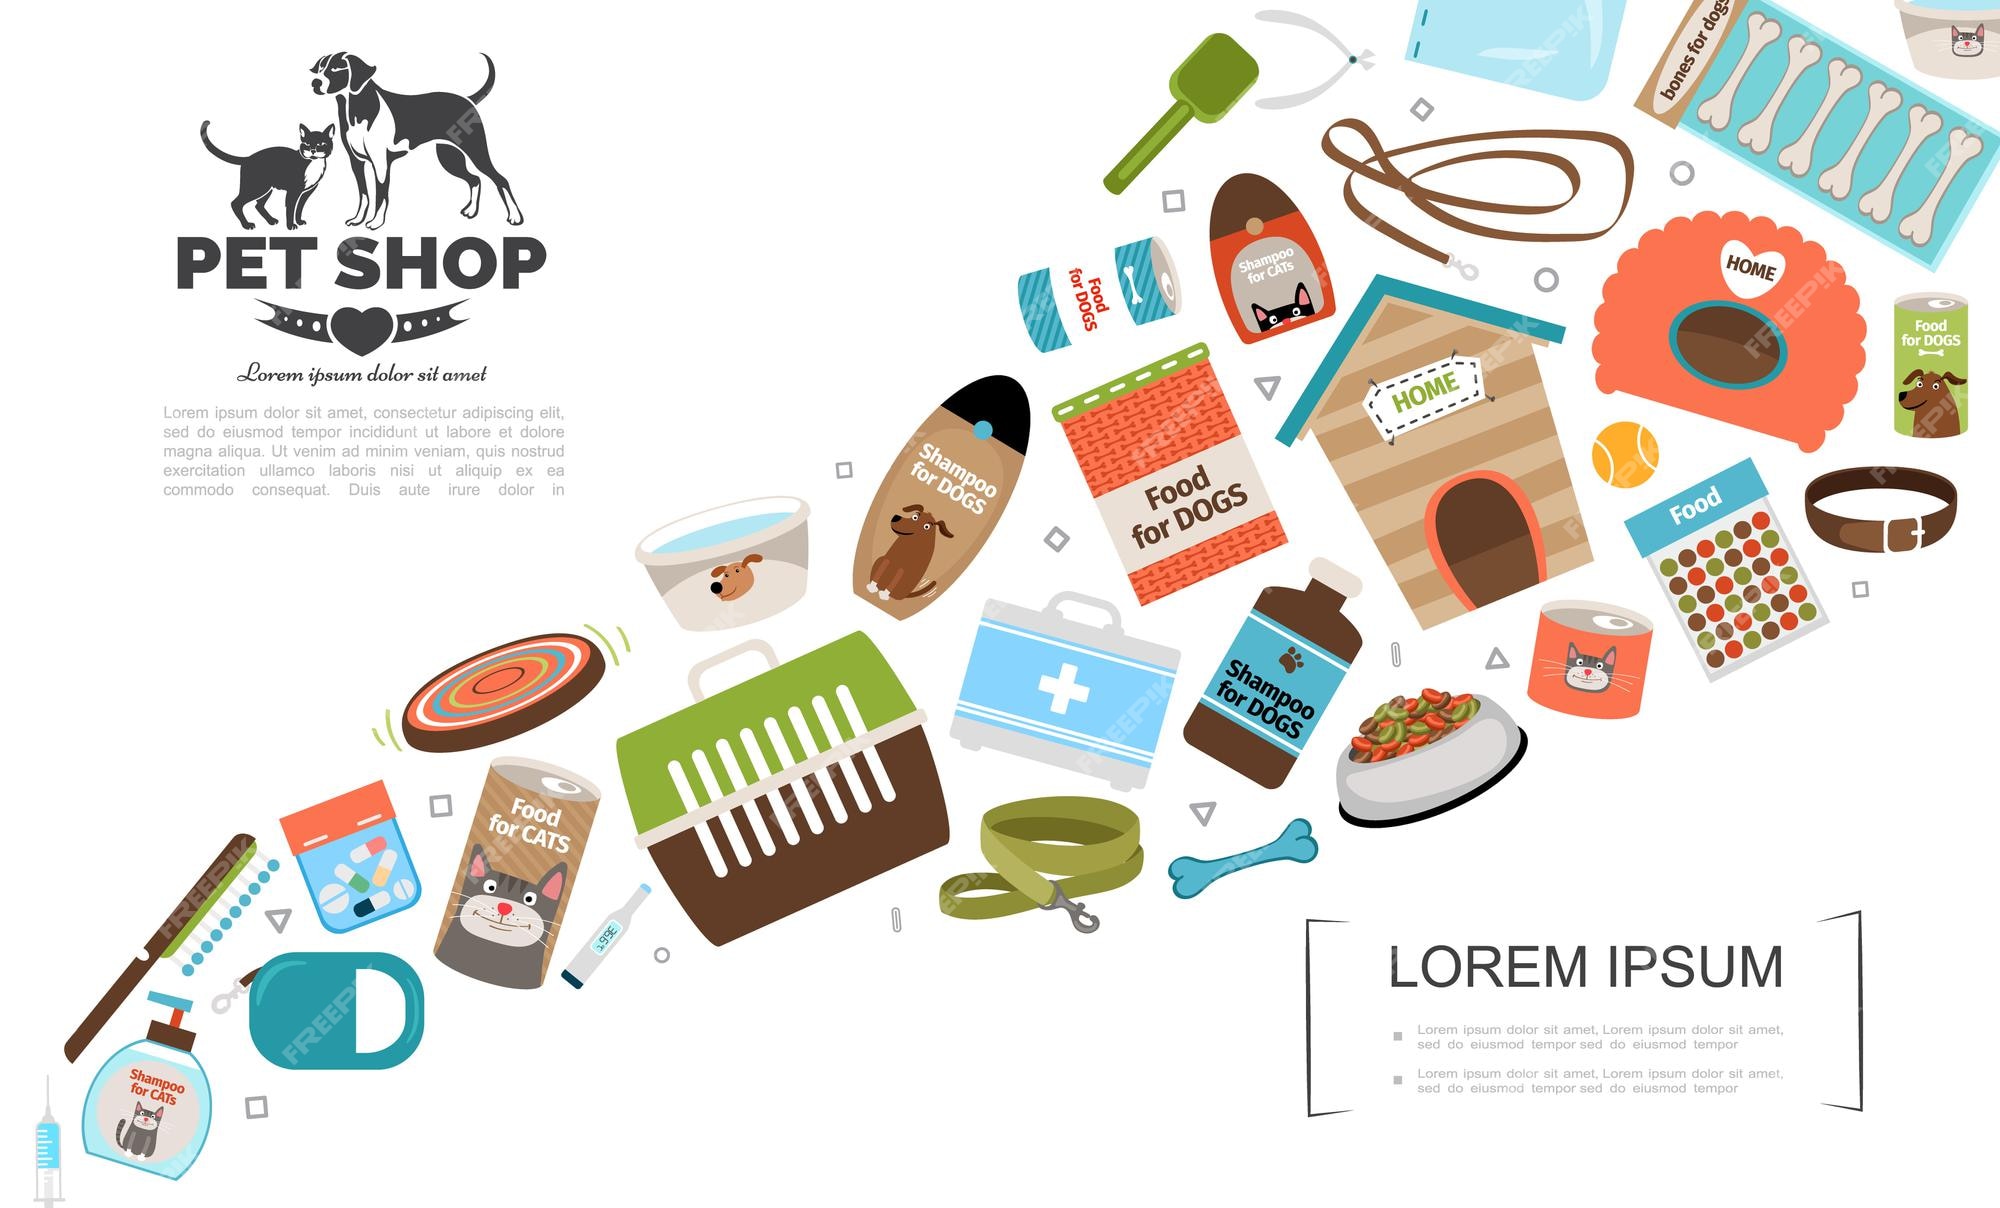 PET SHOP
Lorem ipsum dolor sit amet
Lorem ipsum dolor sit amet, consectetur adipiscing elit,
sed do eiusmod tempor incididunt ut labore et dolore
magna aliqua. Ut venim ad minim veniam, quis nostrud
exercitation ullamco laboris nisi ut aliquip ex ea
commodo consequat. Duis aute irure dolor in
bones for dogs
HOME
Shampoo
for CATs
Food
for DOGS
Food
for DOGS
HOME
Shampoo
for DOGS
Food
for DOGS
Food
Shampoo
for DOGS
Food
for CATS
36.6°C
Shampoo
for CATs
LOREM IPSUM
Lorem ipsum dolor sit amet, Lorem ipsum dolor sit amet,
sed do eiusmod tempor sed do eiusmod tempor
Lorem ipsum dolor sit amet, Lorem ipsum dolor sit amet,
sed do eiusmod tempor sed do eiusmod tempor
FREEPIK